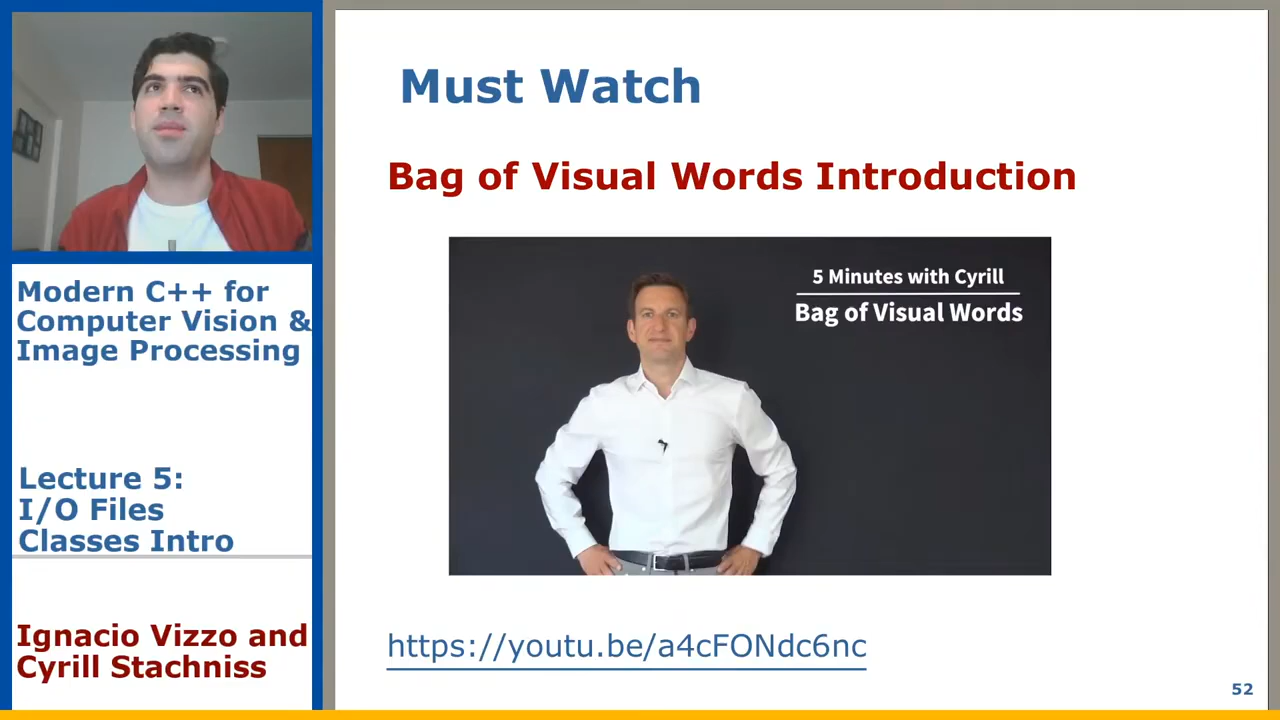 Modern C++ for
Computer Vision &
Image Processing
Lecture 5:
I/O Files
Classes Intro
Ignacio Vizzo and
Cyrill Stachniss
Must Watch
Bag of Visual Words Introduction
5 Minutes with Cyrill
Bag of Visual Words
https://youtu.be/a4cFONdc6nc
52